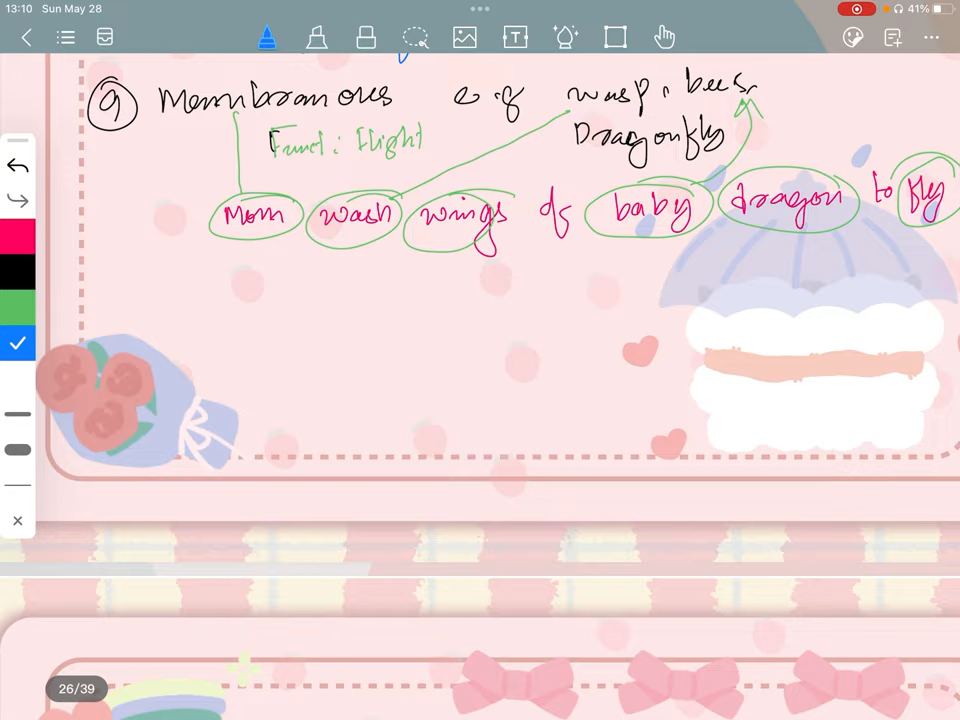 13:10 Sun May 28
41%
9 Membranous e.g wasp, bees,
Funct: flight Dragonfly
Mom wash wings of baby dragon to fly
26/39